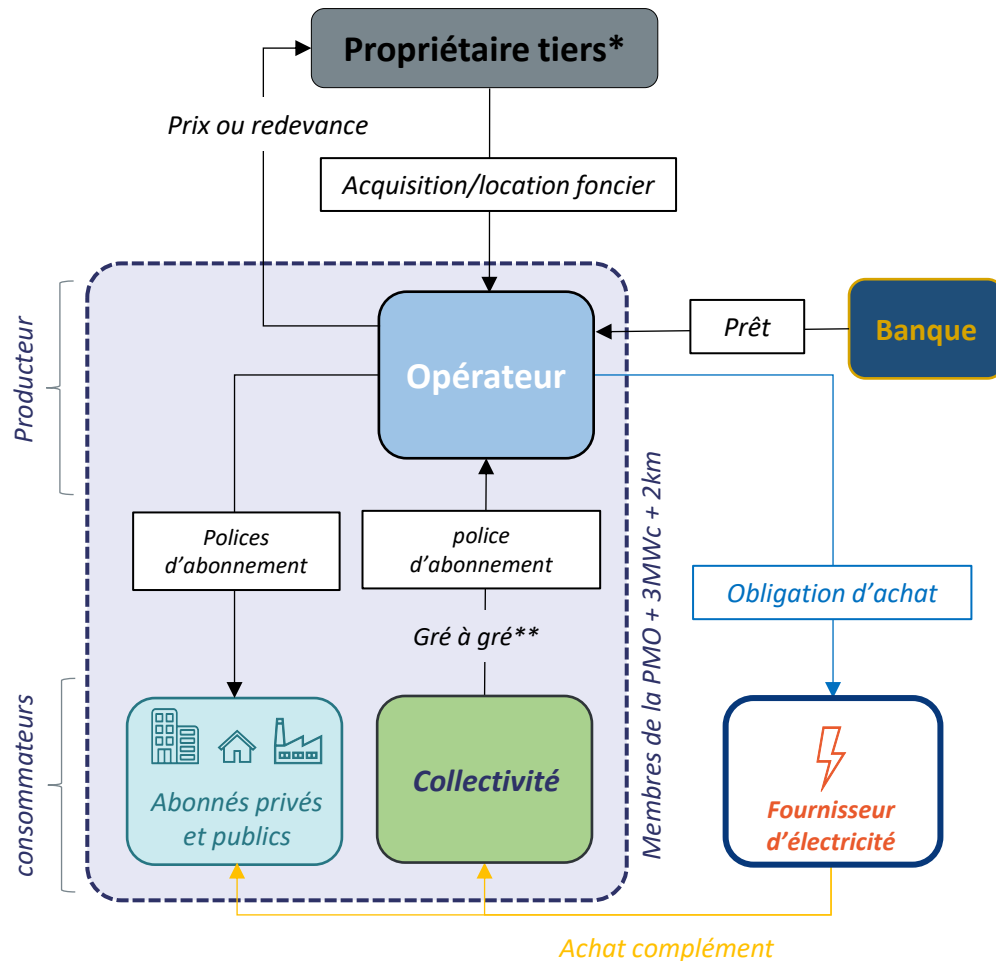 Propriétaire tiers*
Prix ou redevance
Acquisition/location foncier
Producteur
Opérateur
Prêt
Banque
Polices
d’abonnement
police
d’abonnement
Gré à gré**
Membres de la PMO + 3MWc + 2km
Obligation d’achat
consommateurs
Abonnés privés
et publics
Collectivité
Fournisseur
d’électricité
Achat complément